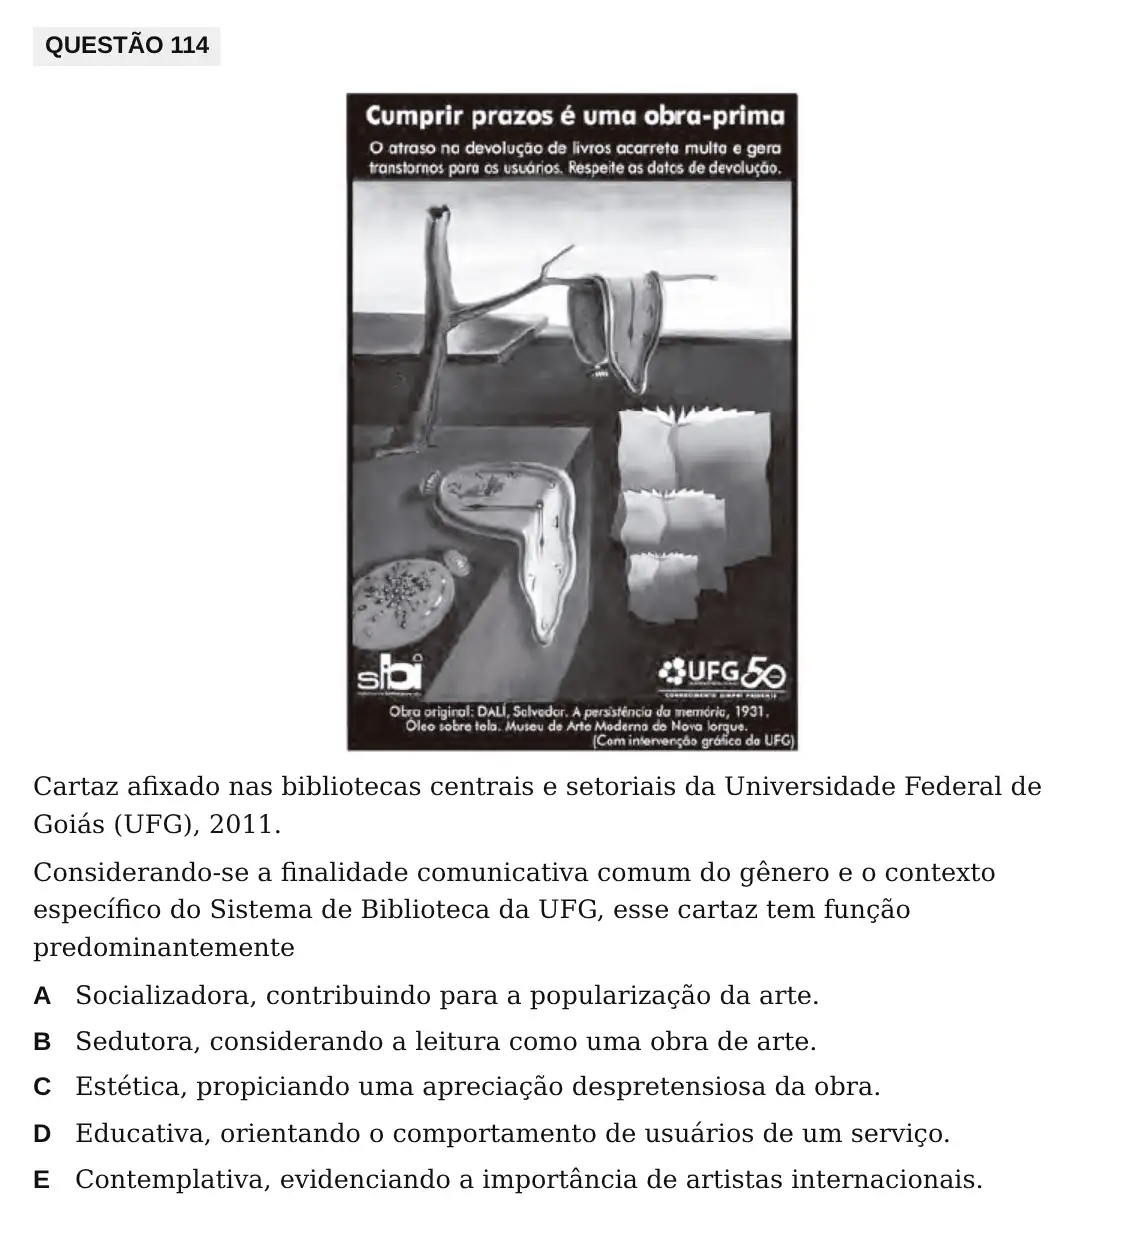 QUESTÃO 114
Cumprir prazos é uma obra-prima
O atraso na devolução de livros acarreta multa e gera
transtornos para os usuários. Respeite as datas de devolução.
sibi
UFG 50
Obra original: DALÍ, Salvador. A persistência da memória, 1931.
Óleo sobre tela. Museu de Arte Moderna de Nova Iorque.
(Com intervenção gráfica da UFG)
Cartaz afixado nas bibliotecas centrais e setoriais da Universidade Federal de
Goiás (UFG), 2011.
Considerando-se a finalidade comunicativa comum do gênero e o contexto
específico do Sistema de Biblioteca da UFG, esse cartaz tem função
predominantemente
A Socializadora, contribuindo para a popularização da arte.
B Sedutora, considerando a leitura como uma obra de arte.
C Estética, propiciando uma apreciação despretensiosa da obra.
D Educativa, orientando o comportamento de usuários de um serviço.
E Contemplativa, evidenciando a importância de artistas internacionais.